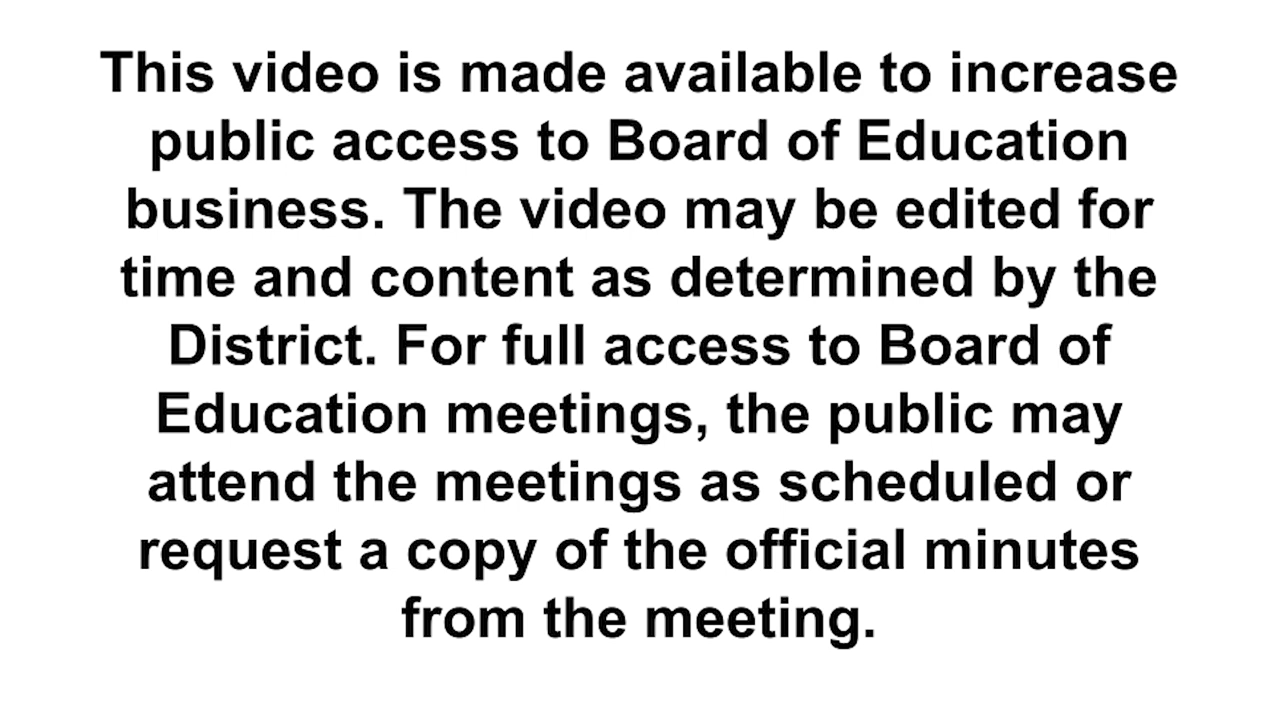 This video is made available to increase
public access to Board of Education
business. The video may be edited for
time and content as determined by the
District. For full access to Board of
Education meetings, the public may
attend the meetings as scheduled or
request a copy of the official minutes
from the meeting.